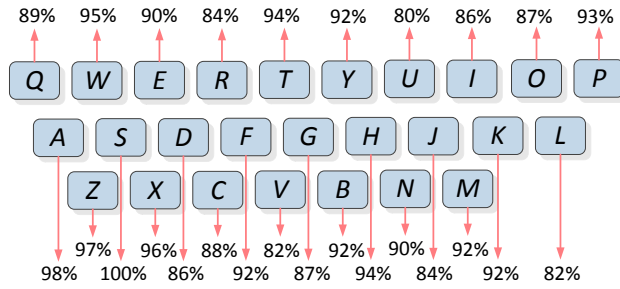 89% 95% 90% 84% 94% 92% 80% 86% 87% 93%
Q W E R T Y U I O P
A S D F G H J K L
Z X C V B N M
97% 96% 88% 82% 92% 90% 92%
98% 100% 86% 92% 87% 94% 84% 92% 82%